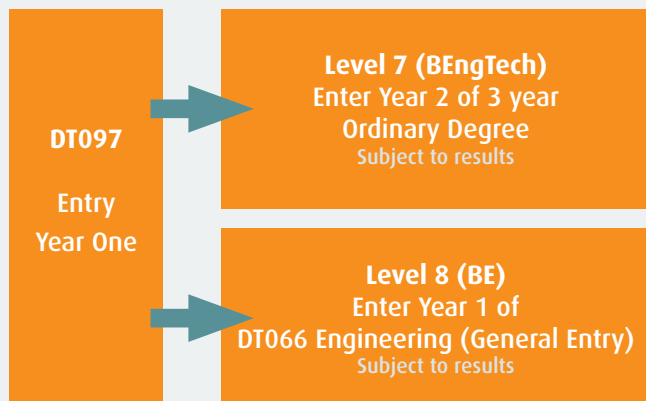 DT097
Entry
Year One
Level 7 (BEngTech)
Enter Year 2 of 3 year
Ordinary Degree
Subject to results
Level 8 (BE)
Enter Year 1 of
DT066 Engineering (General Entry)
Subject to results